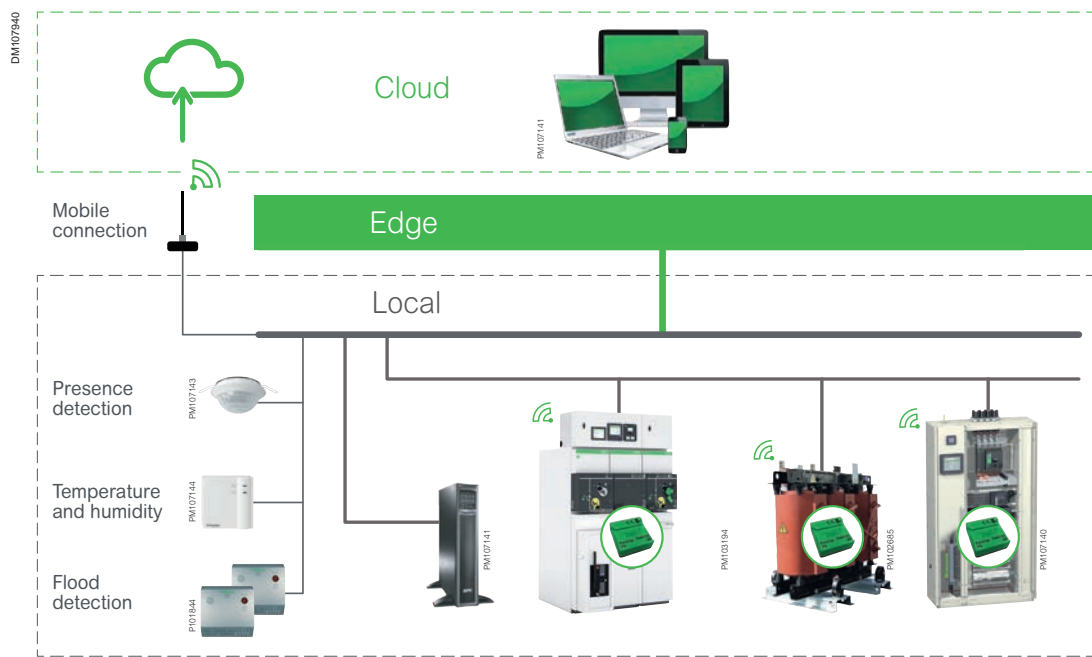 DM107940
Cloud
PM107141
Mobile
connection
Edge
Local
Presence
detection
PM107143
Temperature
and humidity
PM107144
Flood
detection
P101844
PM107141
PM103194
PM102685
PM107140